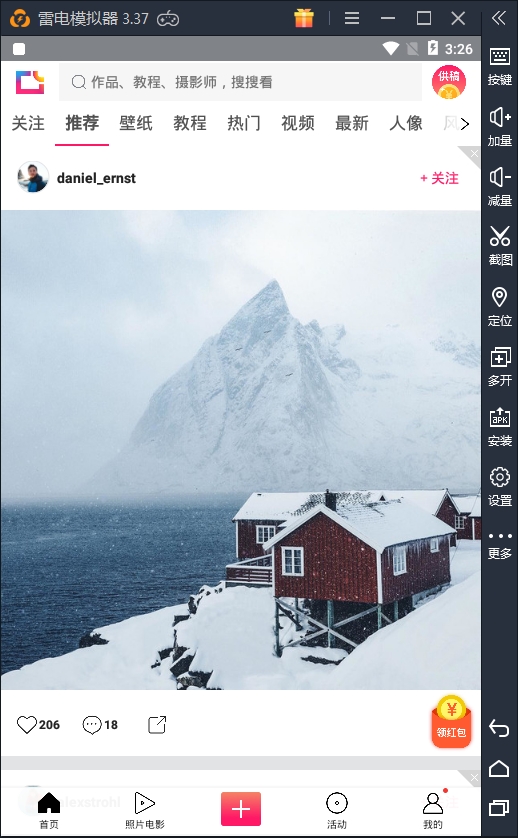 雷电模拟器 3.37
3:26
作品、教程、摄影师，搜搜看
供稿
关注 推荐 壁纸 教程 热门 视频 最新 人像
daniel_ernst
+ 关注
206 18
领红包
¥
alexstrohl
首页 照片电影 活动 我的
按键
加量
减量
截图
定位
多开
APK
安装
设置
更多